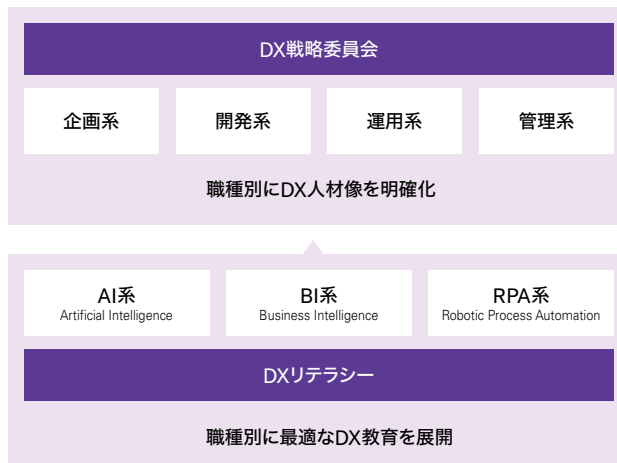 DX戦略委員会
企画系
開発系
運用系
管理系
職種別にDX人材像を明確化
AI系
Artificial Intelligence
BI系
Business Intelligence
RPA系
Robotic Process Automation
DXリテラシー
職種別に最適なDX教育を展開